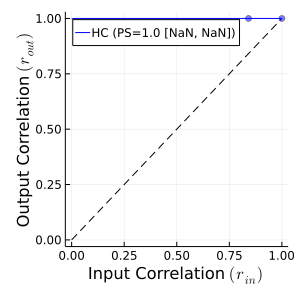 1.00
0.75
0.50
0.25
0.00
Output Correlation (r_out)
HC (PS=1.0 [NaN, NaN])
0.00 0.25 0.50 0.75 1.00
Input Correlation (r_in)